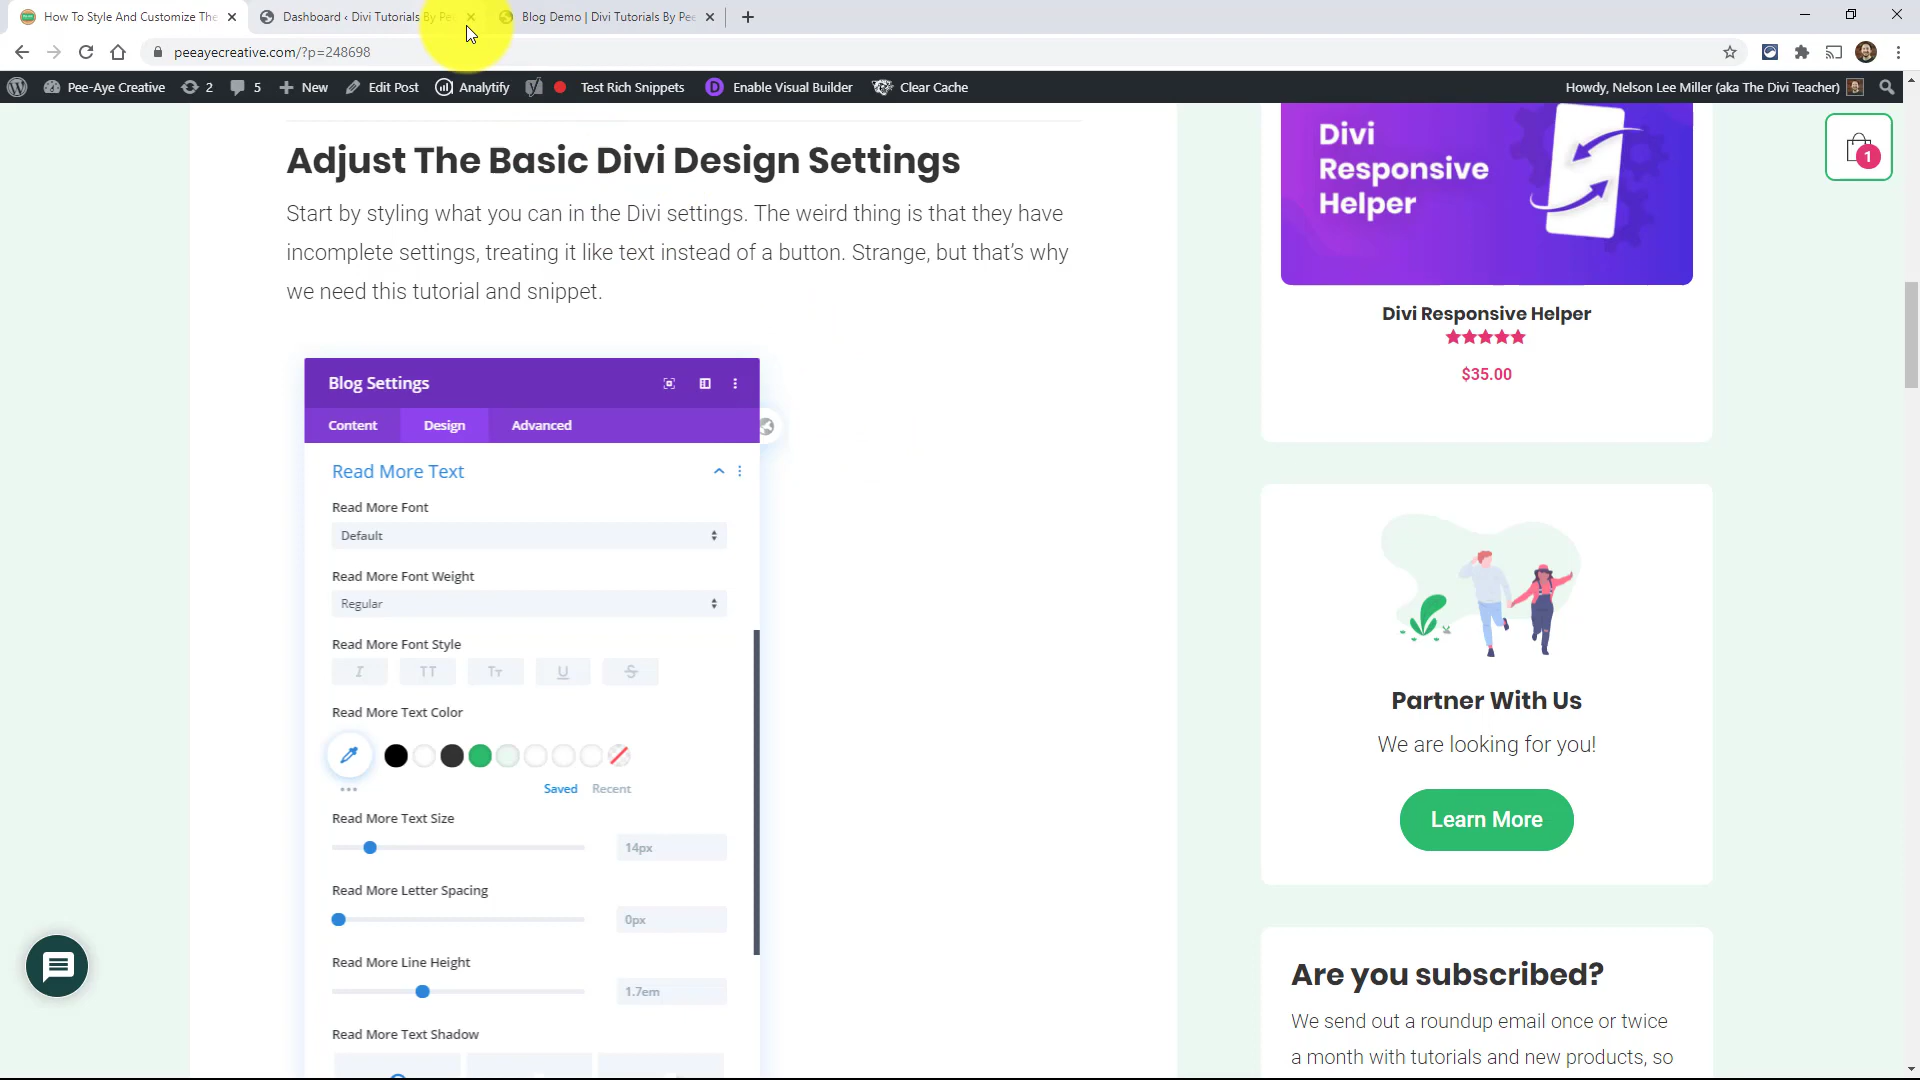 How To Style And Customize The
Dashboard ‹ Divi Tutorials By Pe
Blog Demo | Divi Tutorials By Pee
peeayecreative.com/?p=248698
Pee-Aye Creative
2
5
New
Edit Post
Analytify
Test Rich Snippets
D
Enable Visual Builder
Clear Cache
Howdy, Nelson Lee Miller (aka The Divi Teacher)
Adjust The Basic Divi Design Settings
Start by styling what you can in the Divi settings. The weird thing is that they have
incomplete settings, treating it like text instead of a button. Strange, but that’s why
we need this tutorial and snippet.
Blog Settings
Content
Design
Advanced
Read More Text
Read More Font
Default
Read More Font Weight
Regular
Read More Font Style
I
TT
Tт
U
S
Read More Text Color
Saved
Recent
Read More Text Size
14px
Read More Letter Spacing
0px
Read More Line Height
1.7em
Read More Text Shadow
Divi
Responsive
Helper
1
Divi Responsive Helper
$35.00
Partner With Us
We are looking for you!
Learn More
Are you subscribed?
We send out a roundup email once or twice
a month with tutorials and new products, so